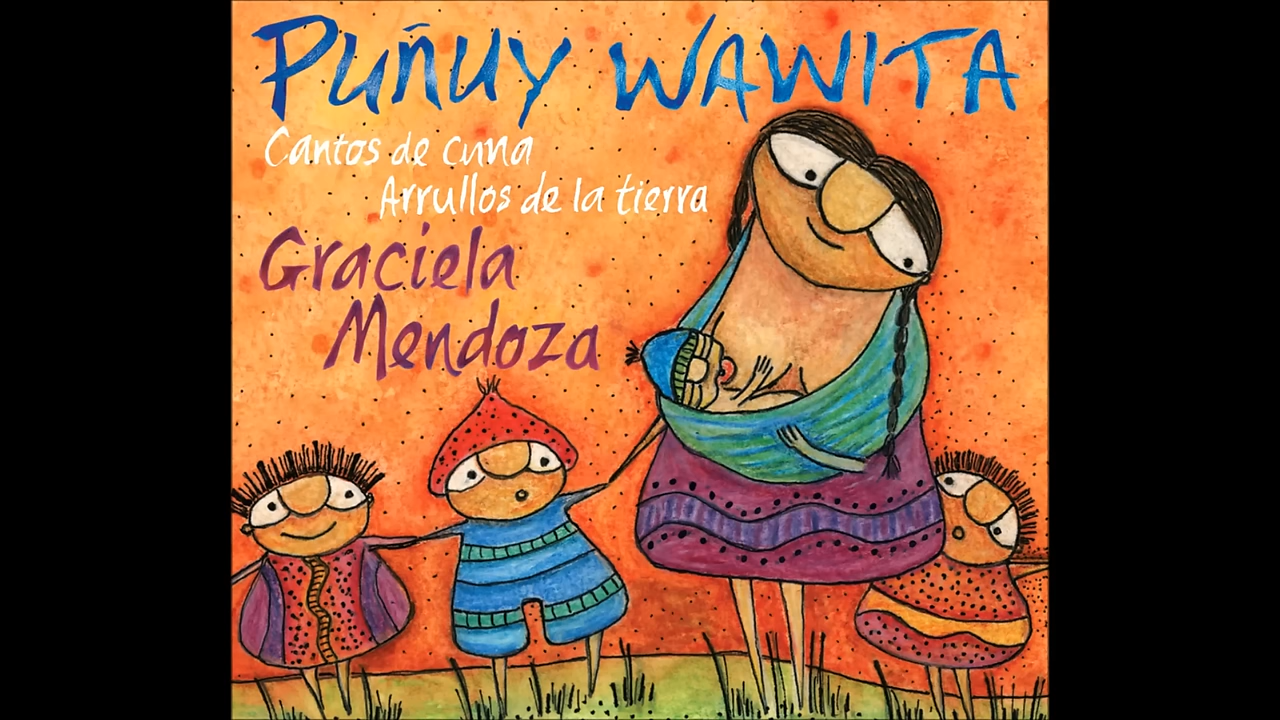 Puñuy Wawita
Cantos de cuna
Arrullos de la tierra
Graciela
Mendoza